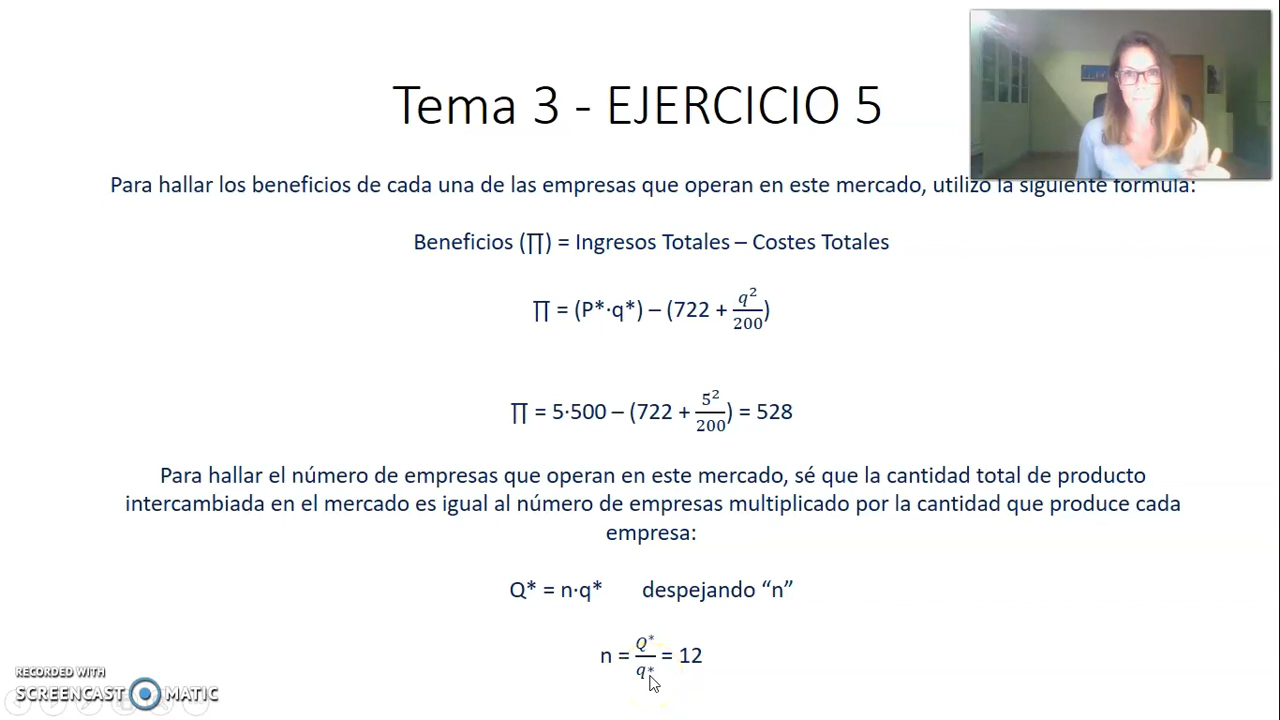 Tema 3 - EJERCICIO 5
Para hallar los beneficios de cada una de las empresas que operan en este mercado, utilizo la siguiente fórmula:
Beneficios (∏) = Ingresos Totales – Costes Totales
∏ = (P*·q*) – (722 + q²/200)
∏ = 5·500 – (722 + 5²/200) = 528
Para hallar el número de empresas que operan en este mercado, sé que la cantidad total de producto
intercambiada en el mercado es igual al número de empresas multiplicado por la cantidad que produce cada
empresa:
Q* = n·q* despejando “n”
n = Q*/q* = 12
RECORDED WITH
SCREENCAST MATIC